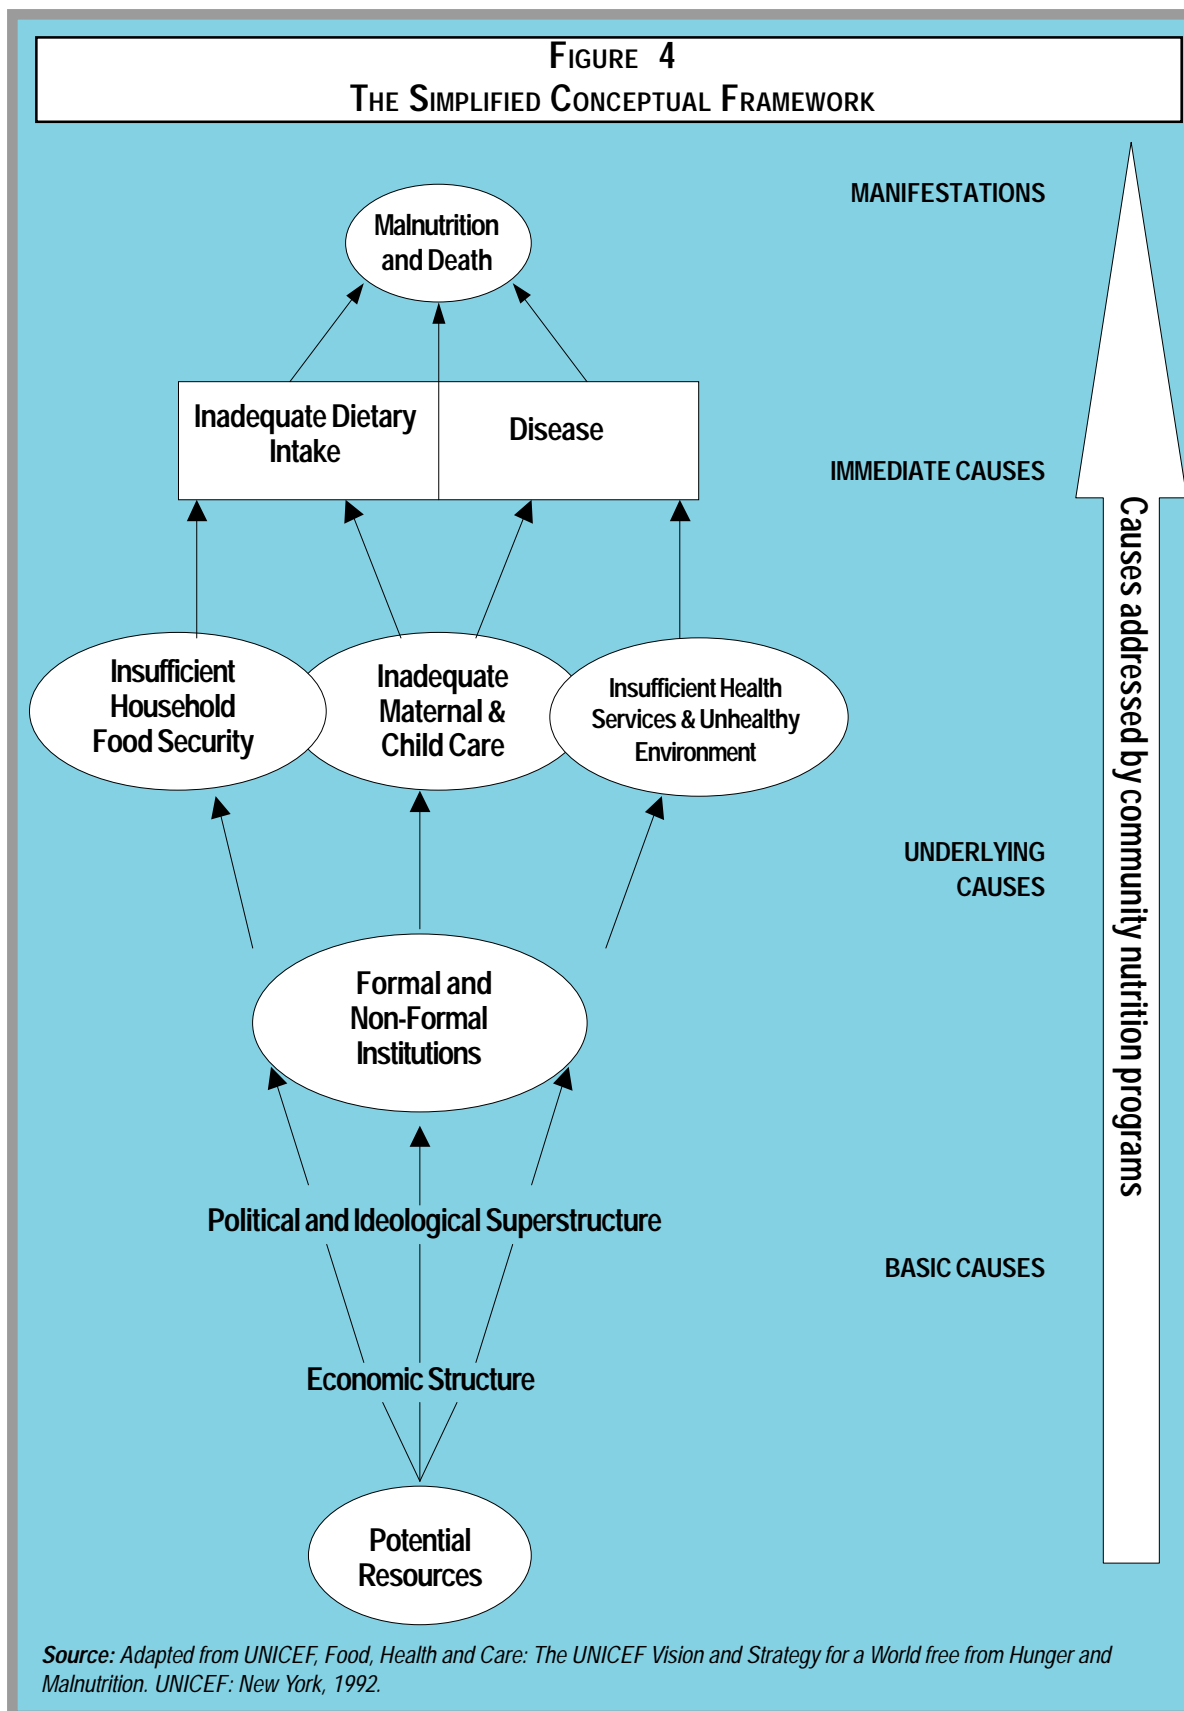 FIGURE 4
THE SIMPLIFIED CONCEPTUAL FRAMEWORK
MANIFESTATIONS
Malnutrition
and Death
Inadequate Dietary
Intake
Disease
IMMEDIATE CAUSES
Insufficient
Household
Food Security
Inadequate
Maternal &
Child Care
Insufficient Health
Services & Unhealthy
Environment
UNDERLYING
CAUSES
Formal and
Non-Formal
Institutions
Political and Ideological Superstructure
BASIC CAUSES
Economic Structure
Potential
Resources
Causes addressed by community nutrition programs
Source: Adapted from UNICEF, Food, Health and Care: The UNICEF Vision and Strategy for a World free from Hunger and
Malnutrition. UNICEF: New York, 1992.